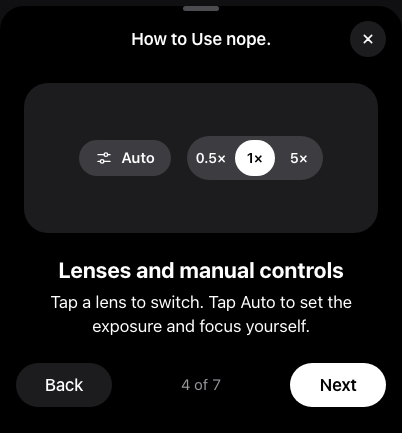 How to Use nope.
Auto
0.5×
1×
5×
Lenses and manual controls
Tap a lens to switch. Tap Auto to set the
exposure and focus yourself.
Back
4 of 7
Next